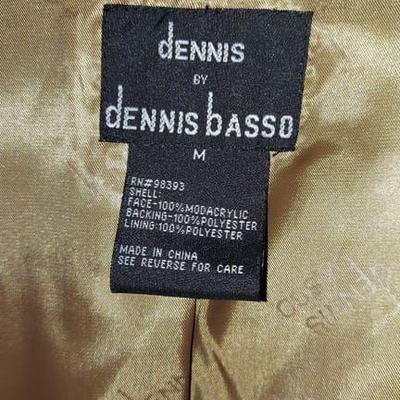 dENNIS
BY
dENNIS bASSO
M
RN#98393
SHELL:
FACE-100%MODACRYLIC
BACKING-100%POLYESTER
LINING:100%POLYESTER
MADE IN CHINA
SEE REVERSE FOR CARE